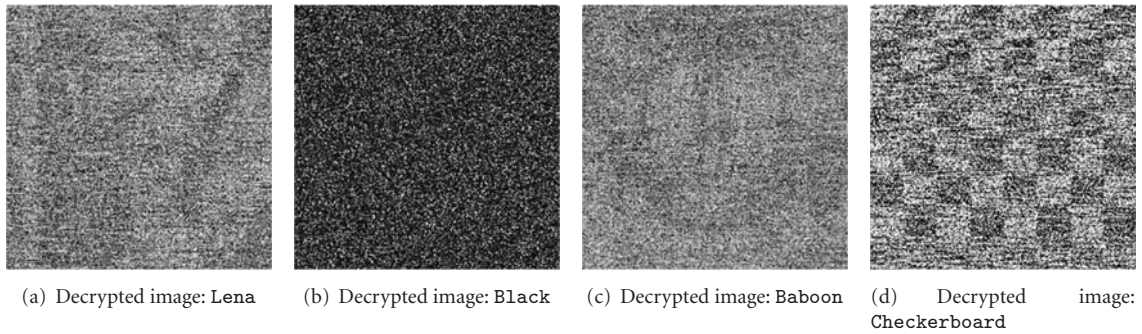 (a) Decrypted image: Lena
(b) Decrypted image: Black
(c) Decrypted image: Baboon
(d) Decrypted image:
Checkerboard